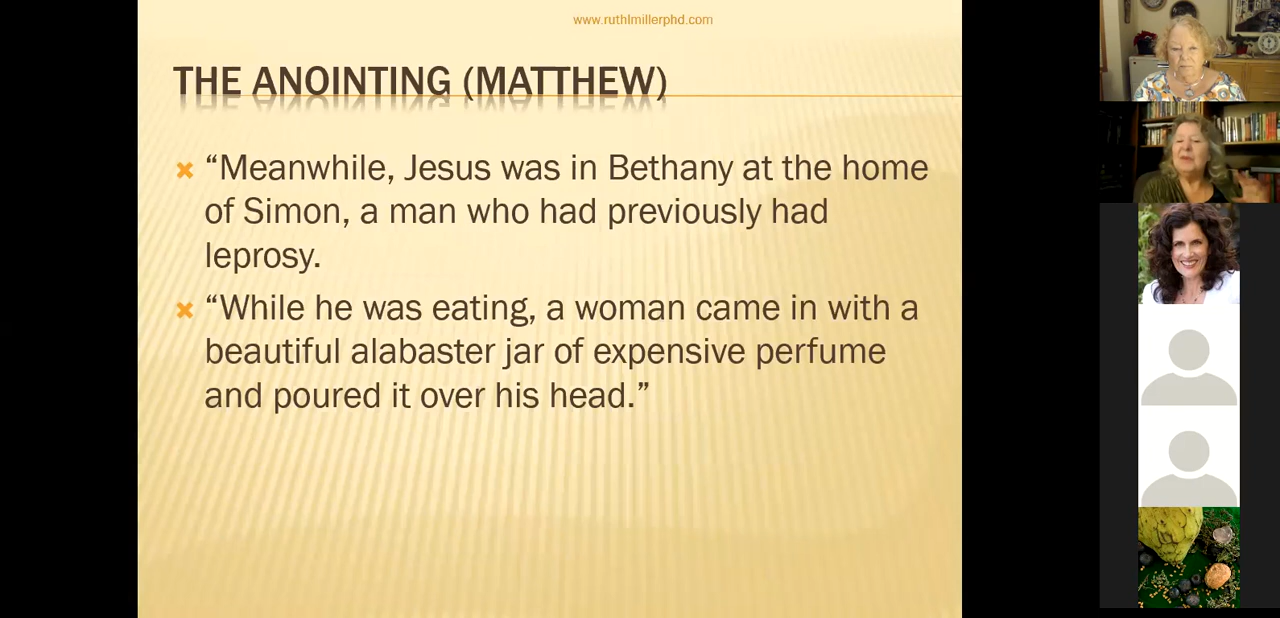 www.ruthlmillerphd.com
THE ANOINTING (MATTHEW)
“Meanwhile, Jesus was in Bethany at the home
of Simon, a man who had previously had
leprosy.
“While he was eating, a woman came in with a
beautiful alabaster jar of expensive perfume
and poured it over his head.”